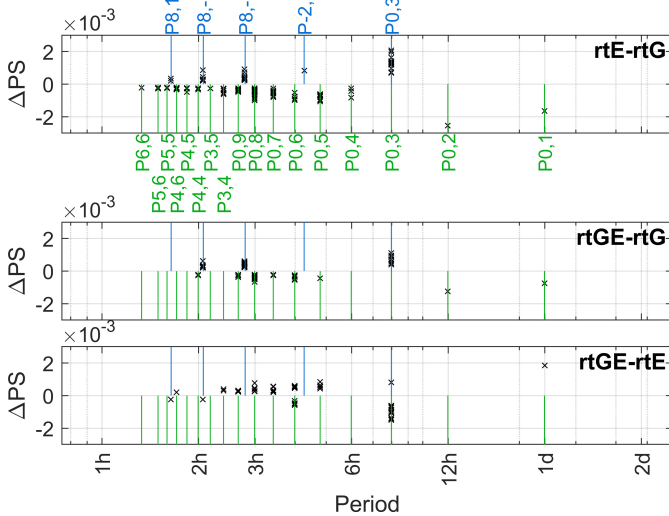 ×10⁻³
P8,1
P8,-
P8,-
P-2,
P0,3
rtE-rtG
ΔPS
2
0
-2
P6,6
P5,6
P5,5
P4,6
P4,5
P4,4
P3,5
P3,4
P0,9
P0,8
P0,7
P0,6
P0,5
P0,4
P0,3
P0,2
P0,1
×10⁻³
rtGE-rtG
ΔPS
2
0
-2
×10⁻³
rtGE-rtE
ΔPS
2
0
-2
1h
2h
3h
6h
12h
1d
2d
Period